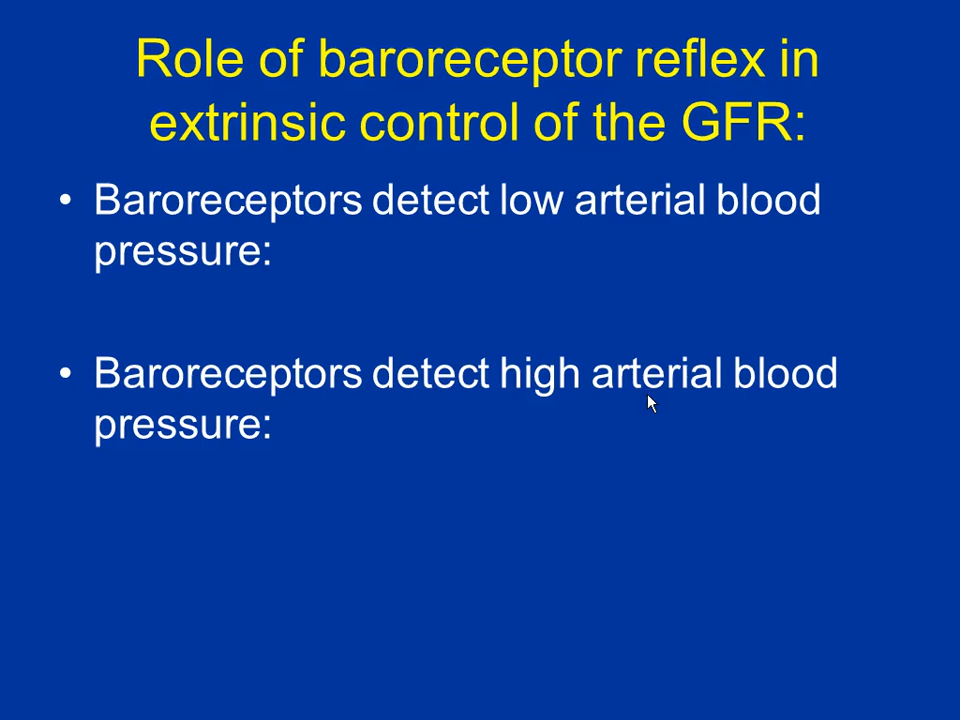 Role of baroreceptor reflex in
extrinsic control of the GFR:
• Baroreceptors detect low arterial blood
pressure:
• Baroreceptors detect high arterial blood
pressure: